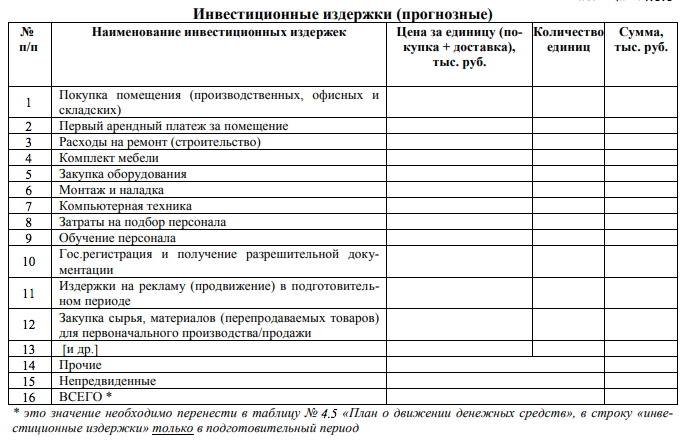 Инвестиционные издержки (прогнозные)
№ Наименование инвестиционных издержек Цена за единицу (по- Количество Сумма,
п/п купка + доставка), единиц тыс. руб.
тыс. руб.
1 Покупка помещения (производственных, офисных и
складских)
2 Первый арендный платеж за помещение
3 Расходы на ремонт (строительство)
4 Комплект мебели
5 Закупка оборудования
6 Монтаж и наладка
7 Компьютерная техника
8 Затраты на подбор персонала
9 Обучение персонала
10 Гос.регистрация и получение разрешительной доку-
ментации
11 Издержки на рекламу (продвижение) в подготовитель-
ном периоде
12 Закупка сырья, материалов (перепродаваемых товаров)
для первоначального производства/продажи
13 [и др.]
14 Прочие
15 Непредвиденные
16 ВСЕГО *
* это значение необходимо перенести в таблицу № 4.5 «План о движении денежных средств», в строку «инве-
стиционные издержки» только в подготовительный период